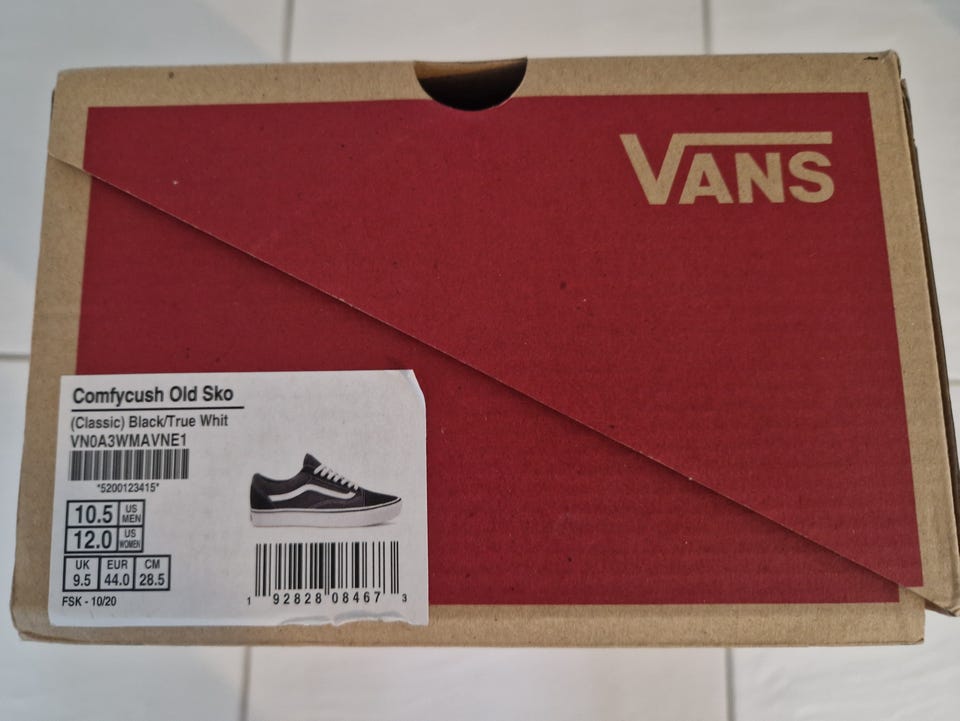 VANS
Comfycush Old Sko
(Classic) Black/True Whit
VN0A3WMAVNE1
*5200123415*
10.5 US MEN
12.0 US WOMEN
UK EUR CM
9.5 44.0 28.5
FSK - 10/20
1 92828 08467 3